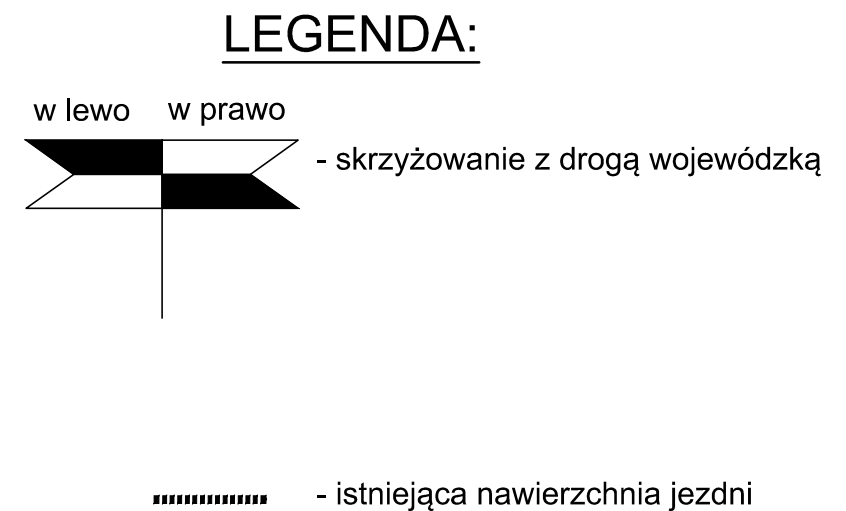 LEGENDA:
w lewo w prawo
- skrzyżowanie z drogą wojewódzką
- istniejąca nawierzchnia jezdni